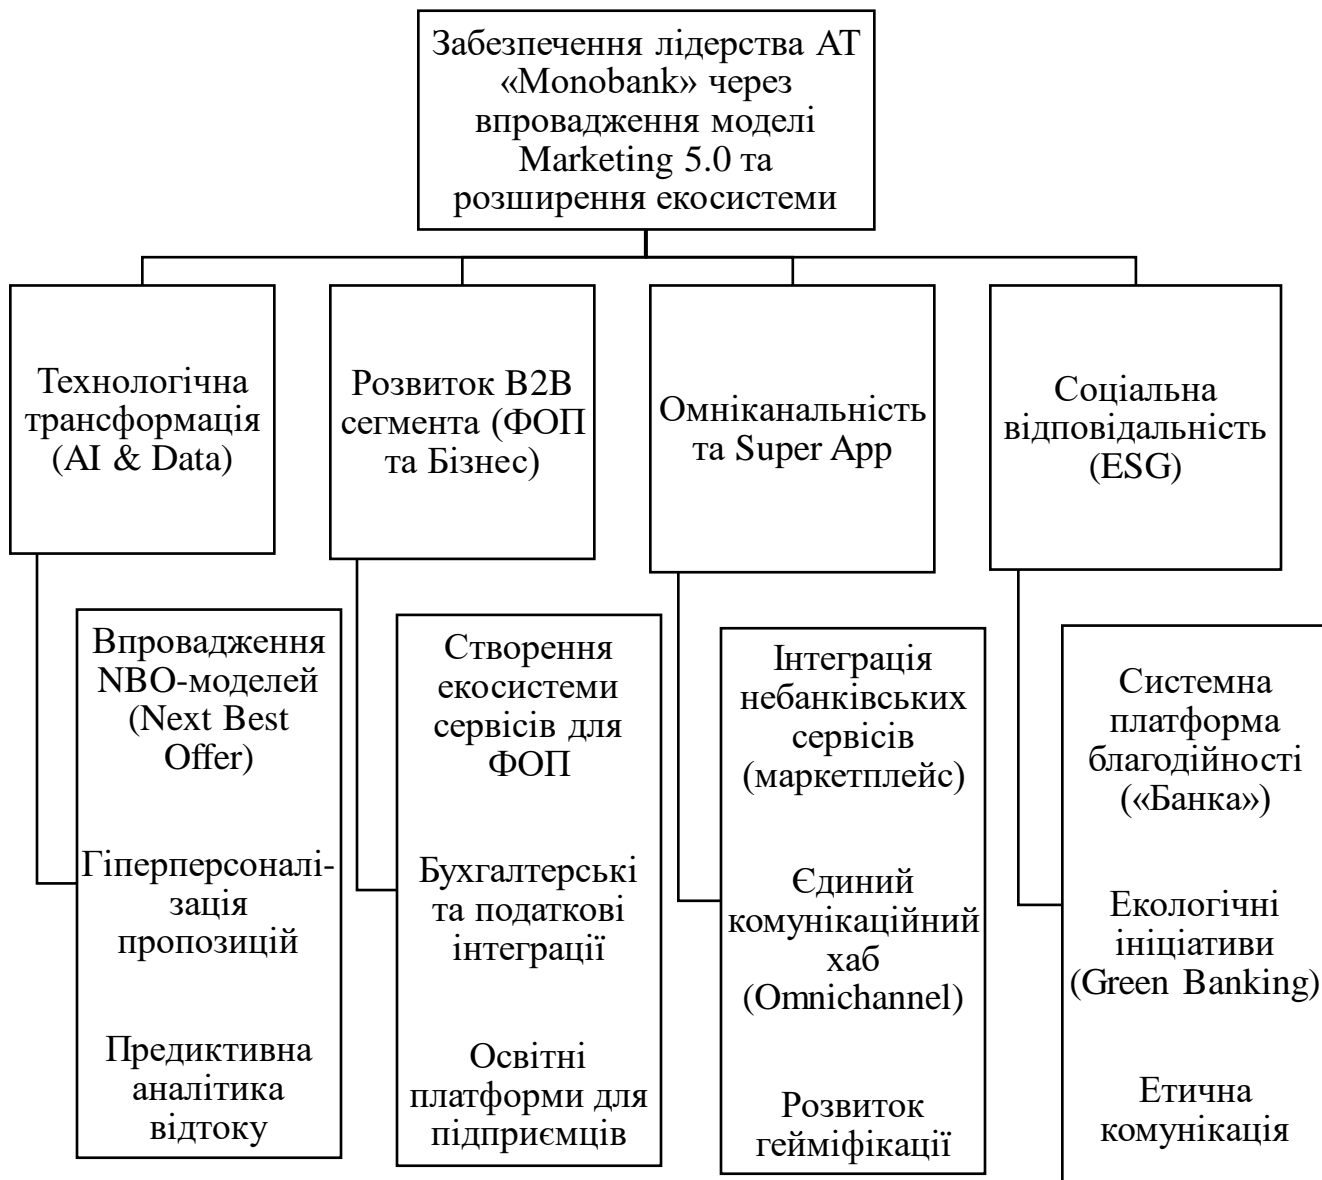 Забезпечення лідерства АТ
«Monobank» через
впровадження моделі
Marketing 5.0 та
розширення екосистеми
Технологічна
трансформація
(AI & Data)
Розвиток B2B
сегмента (ФОП
та Бізнес)
Омніканальність
та Super App
Соціальна
відповідальність
(ESG)
Впровадження
NBO-моделей
(Next Best
Offer)
Гіперперсоналі-
зація
пропозицій
Предиктивна
аналітика
відтоку
Створення
екосистеми
сервісів для
ФОП
Бухгалтерські
та податкові
інтеграції
Освітні
платформи для
підприємців
Інтеграція
небанківських
сервісів
(маркетплейс)
Єдиний
комунікаційний
хаб
(Omnichannel)
Розвиток
гейміфікації
Системна
платформа
благодійності
(«Банка»)
Екологічні
ініціативи
(Green Banking)
Етична
комунікація